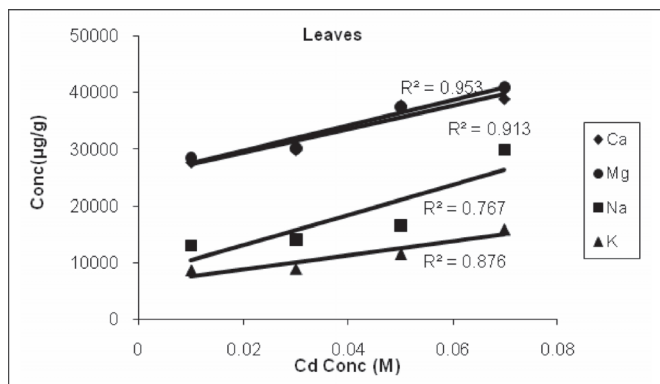 Leaves
50000
40000
30000
20000
10000
0
Conc(µg/g)
R² = 0.953
R² = 0.913
R² = 0.767
R² = 0.876
Ca
Mg
Na
K
0 0.02 0.04 0.06 0.08
Cd Conc (M)